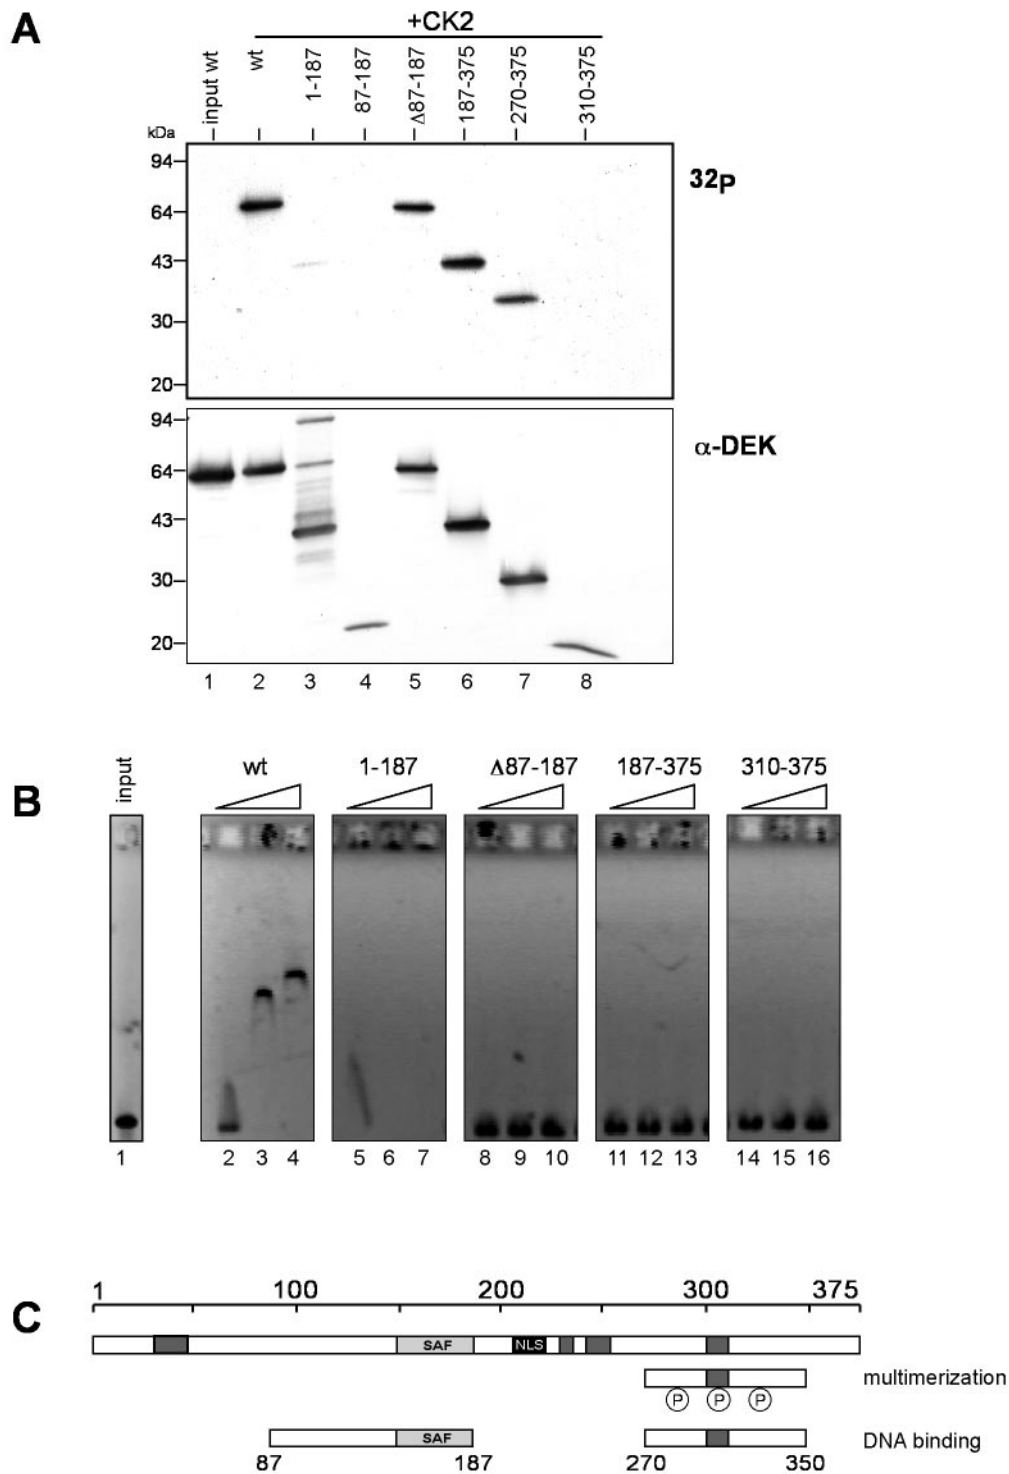 A
+CK2
input wt
wt
1-187
87-187
Δ87-187
187-375
270-375
310-375
kDa
94
64
43
30
20
32P
94
64
43
30
20
α-DEK
1 2 3 4 5 6 7 8
B
input
wt
1-187
Δ87-187
187-375
310-375
1 2 3 4 5 6 7 8 9 10 11 12 13 14 15 16
C
1 100 200 300 375
SAF NLS
multimerization
P P P
SAF
DNA binding
87 187 270 350